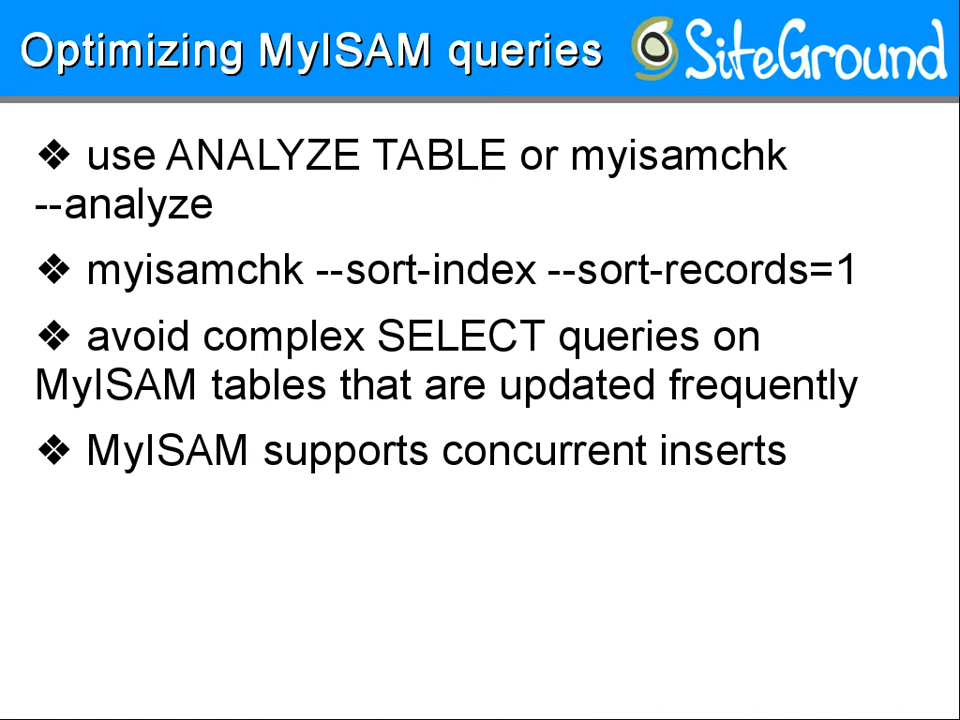 Optimizing MyISAM queries
SiteGround
❖ use ANALYZE TABLE or myisamchk
--analyze
❖ myisamchk --sort-index --sort-records=1
❖ avoid complex SELECT queries on
MyISAM tables that are updated frequently
❖ MyISAM supports concurrent inserts